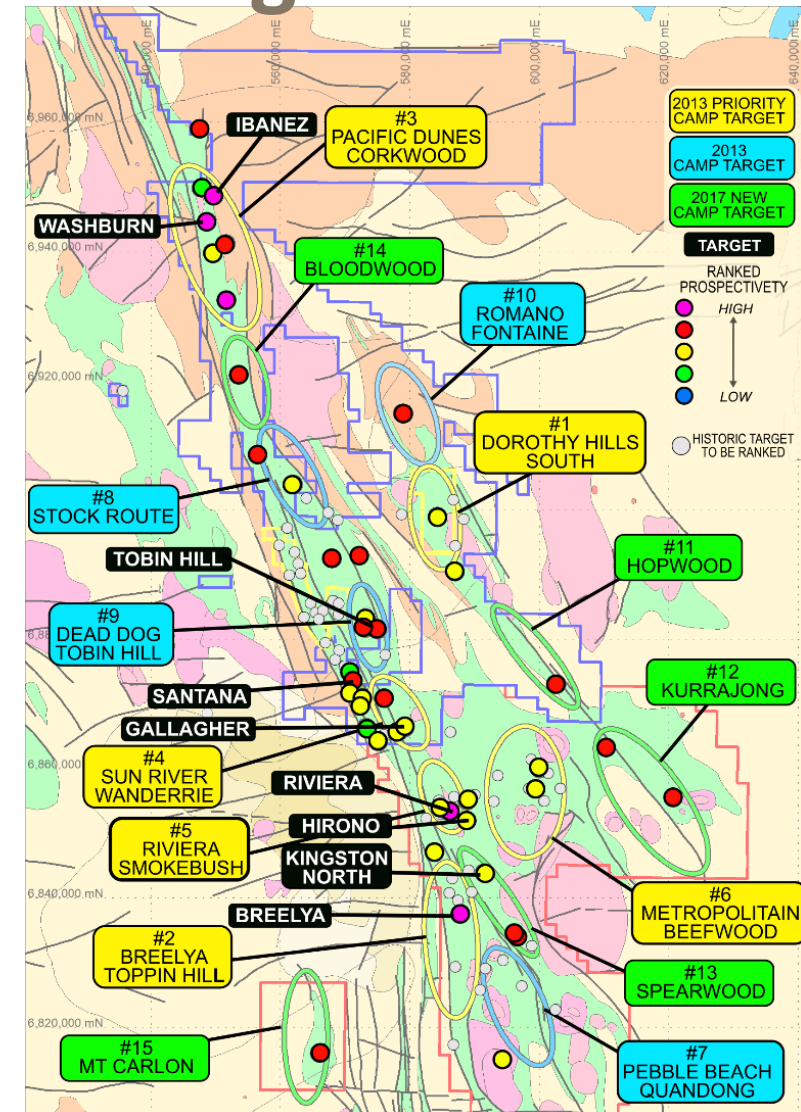 540,000 mE
560,000 mE
580,000 mE
600,000 mE
620,000 mE
640,000 mE
6,960,000 mN
6,940,000 mN
6,920,000 mN
6,860,000 mN
6,840,000 mN
6,820,000 mN
2013 PRIORITY
CAMP TARGET
2013
CAMP TARGET
2017 NEW
CAMP TARGET
TARGET
RANKED
PROSPECTIVETY
HIGH
LOW
HISTORIC TARGET
TO BE RANKED
IBANEZ
#3
PACIFIC DUNES
CORKWOOD
WASHBURN
#14
BLOODWOOD
#10
ROMANO
FONTAINE
#1
DOROTHY HILLS
SOUTH
#8
STOCK ROUTE
TOBIN HILL
#11
HOPWOOD
#9
DEAD DOG
TOBIN HILL
#12
KURRAJONG
SANTANA
GALLAGHER
#4
SUN RIVER
WANDERRIE
RIVIERA
#5
RIVIERA
SMOKEBUSH
HIRONO
KINGSTON
NORTH
#6
METROPOLITAIN
BEEFWOOD
BREELYA
#2
BREELYA
TOPPIN HILL
#13
SPEARWOOD
#15
MT CARLON
#7
PEBBLE BEACH
QUANDONG